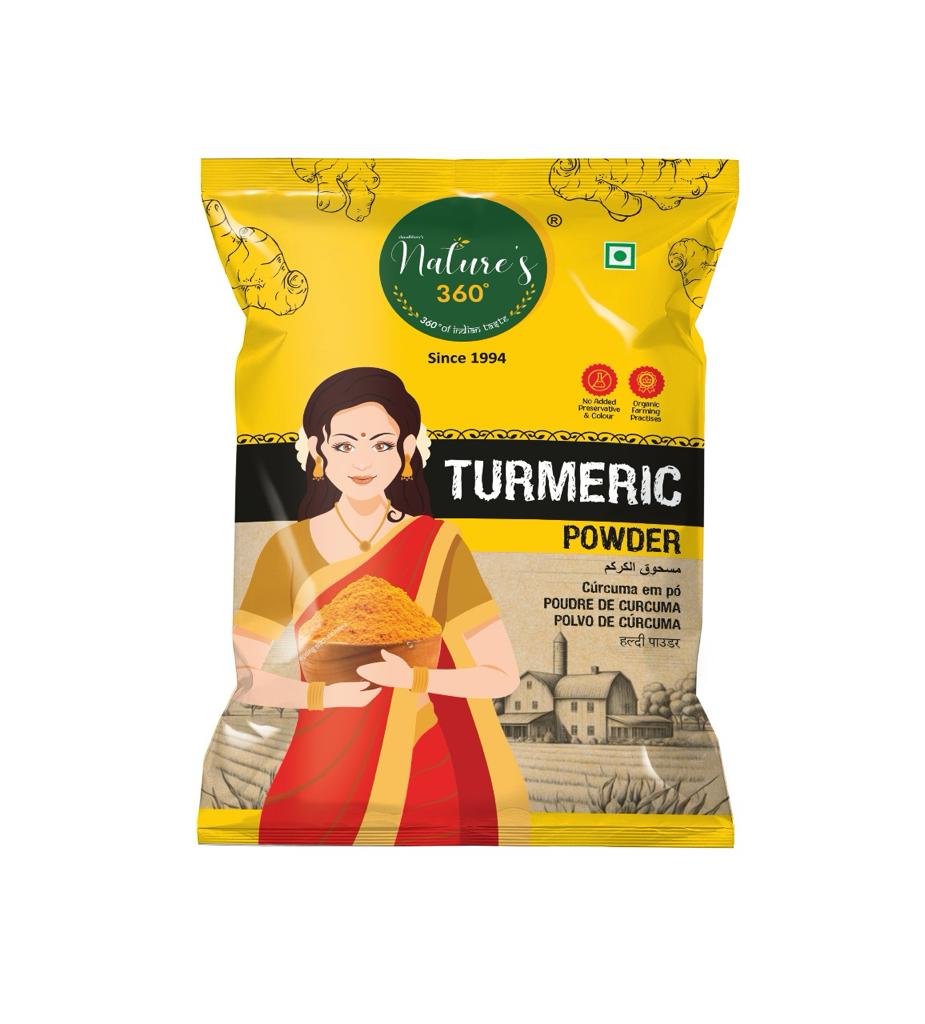 Nature's
®
360°
360° of indian taste
Since 1994
No Added
Preservative
& Colour
Organic
Farming
Practises
TURMERIC
POWDER
مسحوق الكركم
Cúrcuma em pó
POUDRE DE CURCUMA
POLVO DE CÚRCUMA
हल्दी पाउडर